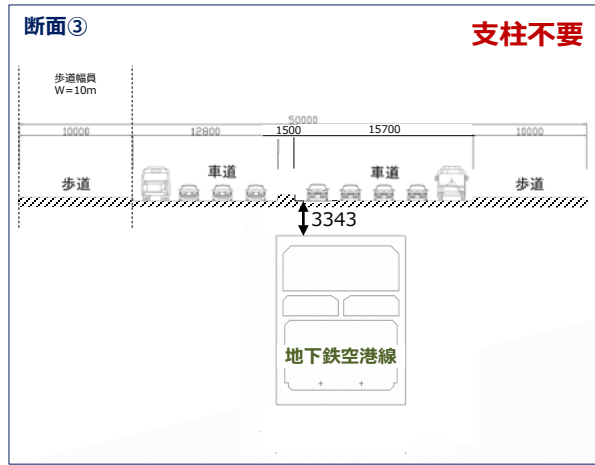 断面③
支柱不要
歩道幅員
W=10m
50000
10000
12800
1500
15700
10000
歩道
車道
車道
歩道
3343
地下鉄空港線